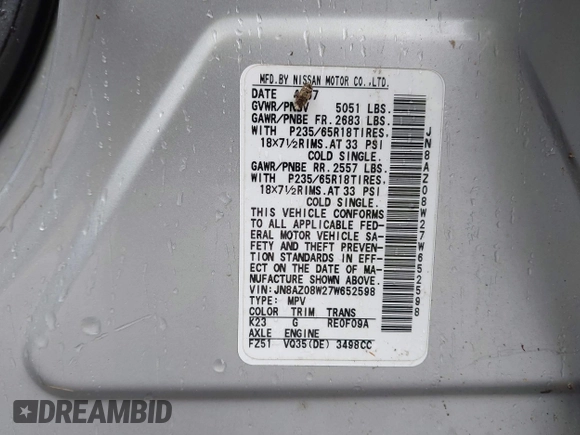 MFD.BY NISSAN MOTOR CO.,LTD.
DATE 7
GVWR/PNBV 5051 LBS.
GAWR/PNBE FR. 2683 LBS.
WITH P235/65R18TIRES.
18×7½RIMS.AT 33 PSI
COLD SINGLE.
GAWR/PNBE RR. 2557 LBS.
WITH P235/65R18TIRES.
18×7½RIMS.AT 33 PSI
COLD SINGLE.
THIS VEHICLE CONFORMS
TO ALL APPLICABLE FED-
ERAL MOTOR VEHICLE SA-
FETY AND THEFT PREVEN-
TION STANDARDS IN EFF-
ECT ON THE DATE OF MA-
NUFACTURE SHOWN ABOVE.
VIN:JN8AZ08W27W652598
TYPE: MPV
COLOR TRIM TRANS
K23 G RE0F09A
AXLE ENGINE
FZ51 VQ35(DE) 3498CC
JN8AZ08W27W652598
DREAMBID